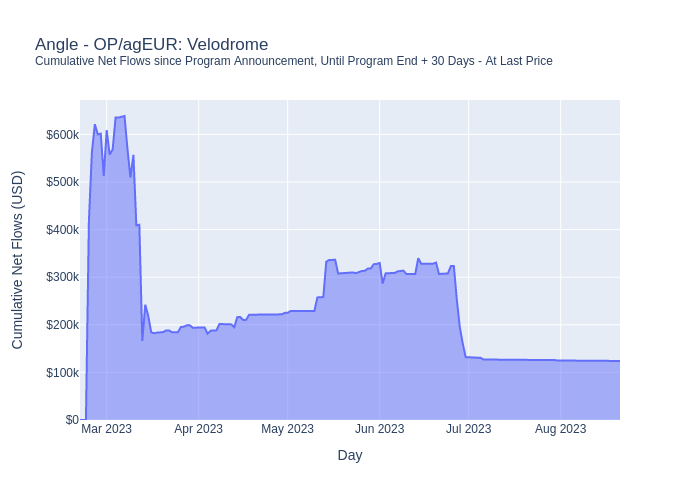 Angle - OP/agEUR: Velodrome
Cumulative Net Flows since Program Announcement, Until Program End + 30 Days - At Last Price
Cumulative Net Flows (USD)
$600k
$500k
$400k
$300k
$200k
$100k
$0
Mar 2023
Apr 2023
May 2023
Jun 2023
Jul 2023
Aug 2023
Day